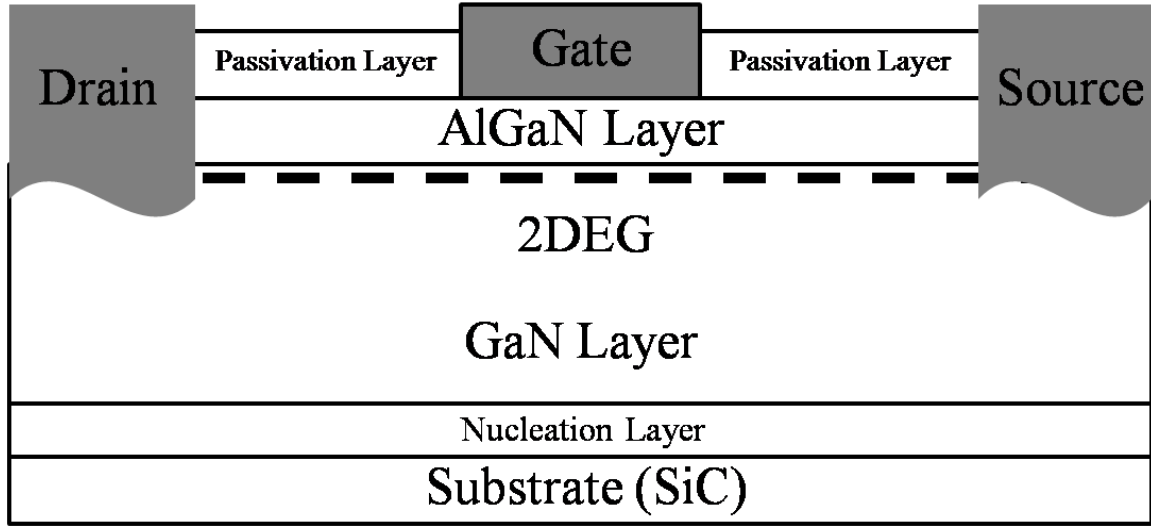 Drain
Passivation Layer
Gate
Passivation Layer
Source
AlGaN Layer
2DEG
GaN Layer
Nucleation Layer
Substrate (SiC)